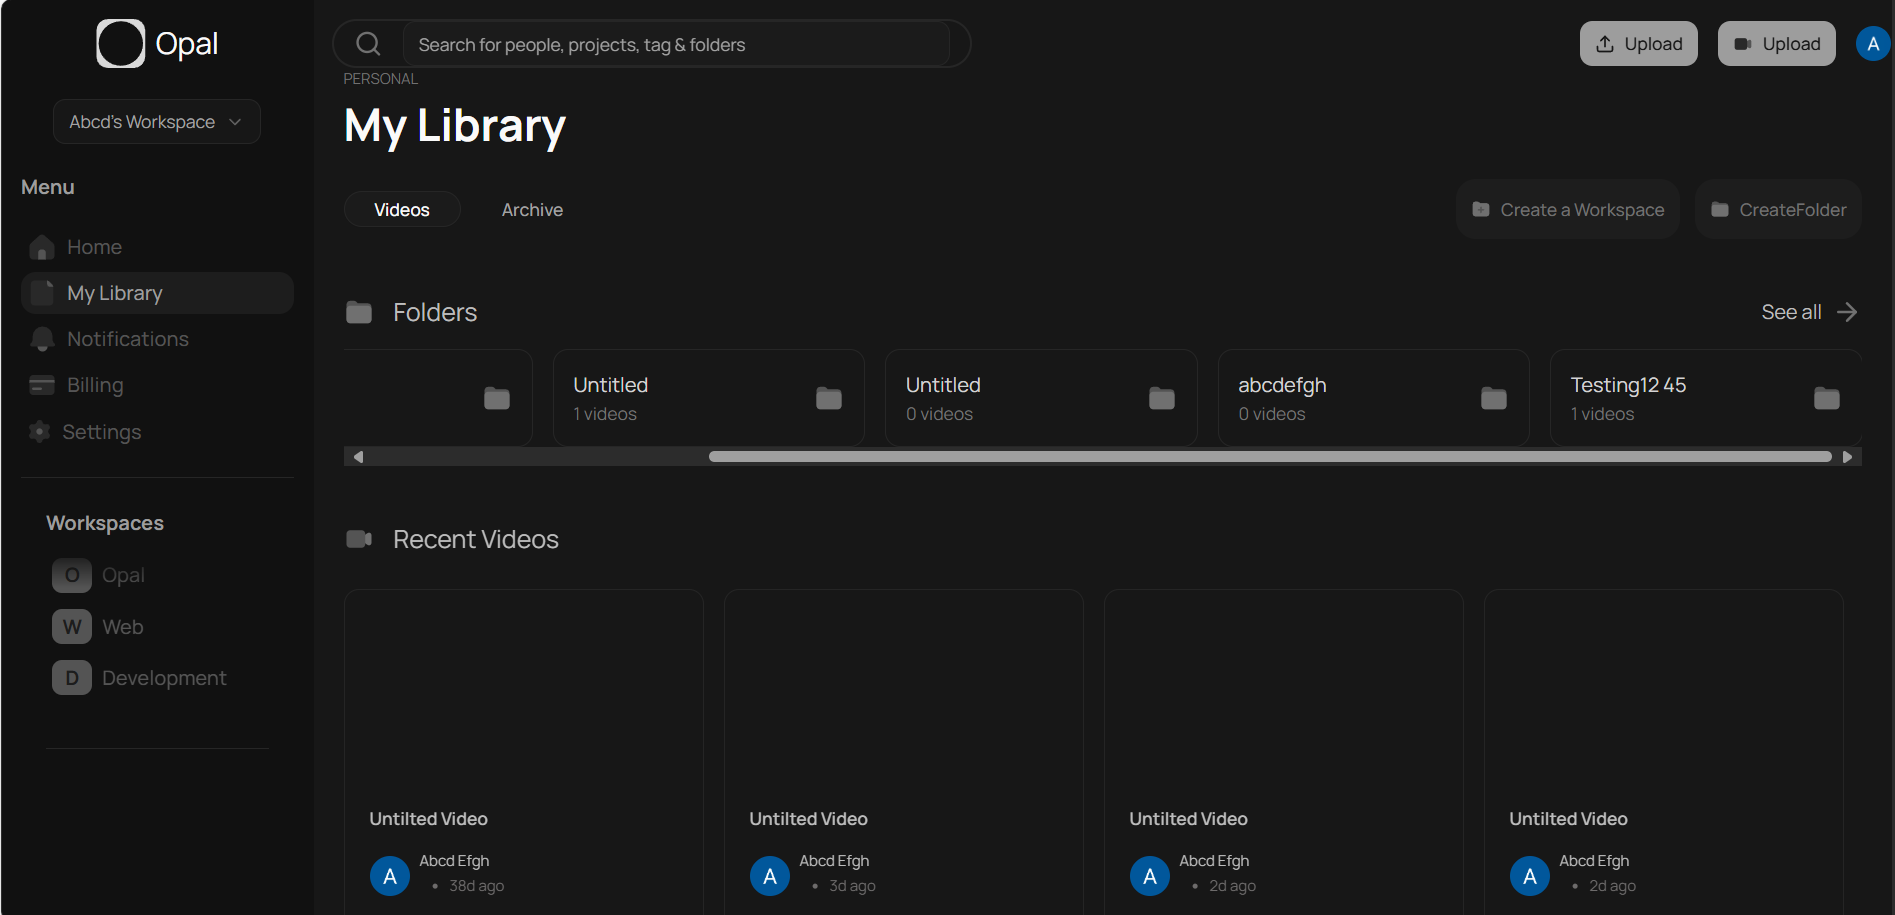 Opal
Abcd's Workspace
Menu
Home
My Library
Notifications
Billing
Settings
Workspaces
O Opal
W Web
D Development
Search for people, projects, tag & folders
Upload
Upload
A
PERSONAL
My Library
Videos
Archive
Create a Workspace
CreateFolder
Folders
See all
Untitled
1 videos
Untitled
0 videos
abcdefgh
0 videos
Testing12 45
1 videos
Recent Videos
Untilted Video
A
Abcd Efgh
• 38d ago
Untilted Video
A
Abcd Efgh
• 3d ago
Untilted Video
A
Abcd Efgh
• 2d ago
Untilted Video
A
Abcd Efgh
• 2d ago